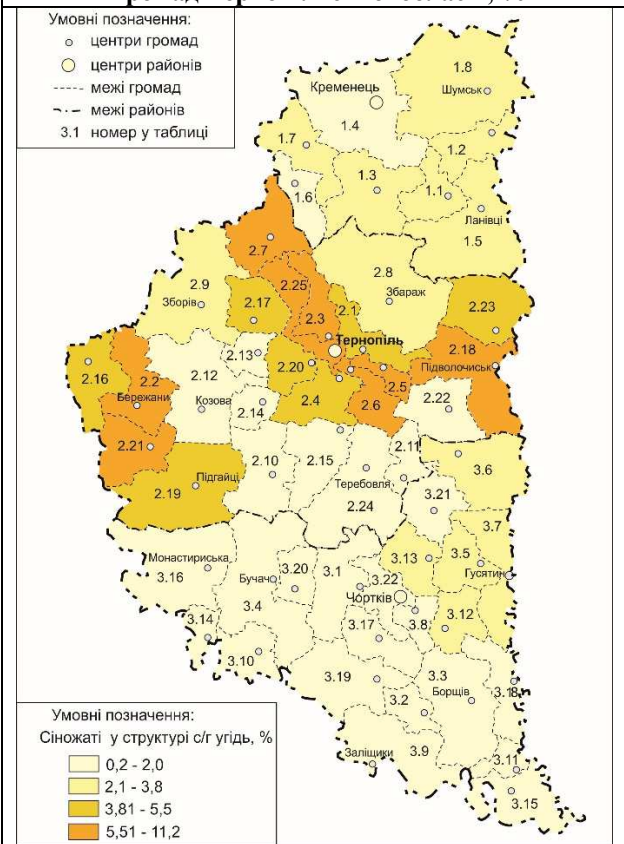 Умовні позначення:
центри громад
центри районів
межі громад
межі районів
3.1 номер у таблиці
1.8
Шумськ
Кременець
1.4
1.7
1.2
1.3
1.1
1.6
Ланівці
1.5
2.7
2.9
2.8
2.25
Зборів
2.17
2.3
2.1
Збараж
2.23
Тернопіль
2.13
2.18
2.16
2.2
2.12
2.20
2.5
Підволочиськ
Бережани
Козова
2.4
2.6
2.22
2.14
2.21
2.11
2.10
2.15
3.6
Підгайці
Теребовля
2.19
2.24
3.21
3.7
Монастириська
3.13
3.5
3.16
Бучач
3.20
3.1
3.22
Гусятин
Чортків
3.4
3.12
3.14
3.17
3.8
3.10
3.19
3.3
3.18
3.2
Борщів
Заліщики
3.9
3.11
3.15
Умовні позначення:
Сіножаті у структурі с/г угідь, %
0,2 - 2,0
2,1 - 3,8
3,81 - 5,5
5,51 - 11,2